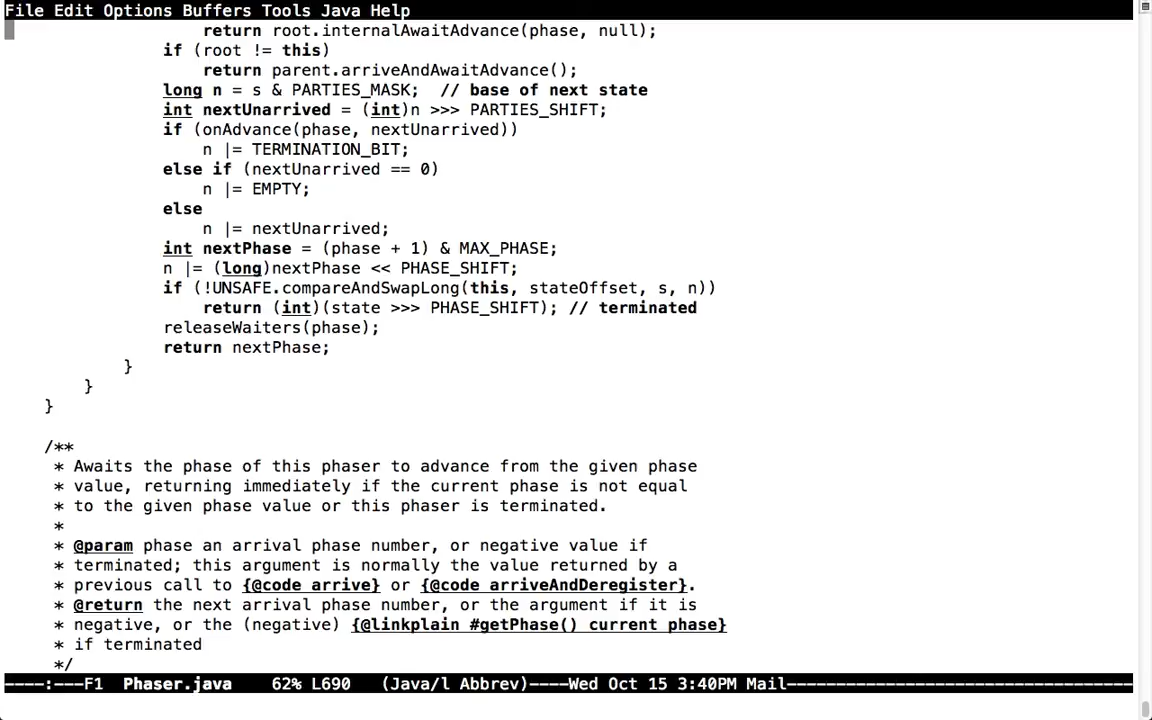 File Edit Options Buffers Tools Java Help
                    return root.internalAwaitAdvance(phase, null);
                if (root != this)
                    return parent.arriveAndAwaitAdvance();
                long n = s & PARTIES_MASK;  // base of next state
                int nextUnarrived = (int)n >>> PARTIES_SHIFT;
                if (onAdvance(phase, nextUnarrived))
                    n |= TERMINATION_BIT;
                else if (nextUnarrived == 0)
                    n |= EMPTY;
                else
                    n |= nextUnarrived;
                int nextPhase = (phase + 1) & MAX_PHASE;
                n |= (long)nextPhase << PHASE_SHIFT;
                if (!UNSAFE.compareAndSwapLong(this, stateOffset, s, n))
                    return (int)(state >>> PHASE_SHIFT); // terminated
                releaseWaiters(phase);
                return nextPhase;
            }
        }
    }
    /**
     * Awaits the phase of this phaser to advance from the given phase
     * value, returning immediately if the current phase is not equal
     * to the given phase value or this phaser is terminated.
     *
     * @param phase an arrival phase number, or negative value if
     * terminated; this argument is normally the value returned by a
     * previous call to {@code arrive} or {@code arriveAndDeregister}.
     * @return the next arrival phase number, or the argument if it is
     * negative, or the (negative) {@linkplain #getPhase() current phase}
     * if terminated
     */
----:---F1  Phaser.java    62% L690   (Java/l Abbrev)----Wed Oct 15 3:40PM Mail-----------------------------------